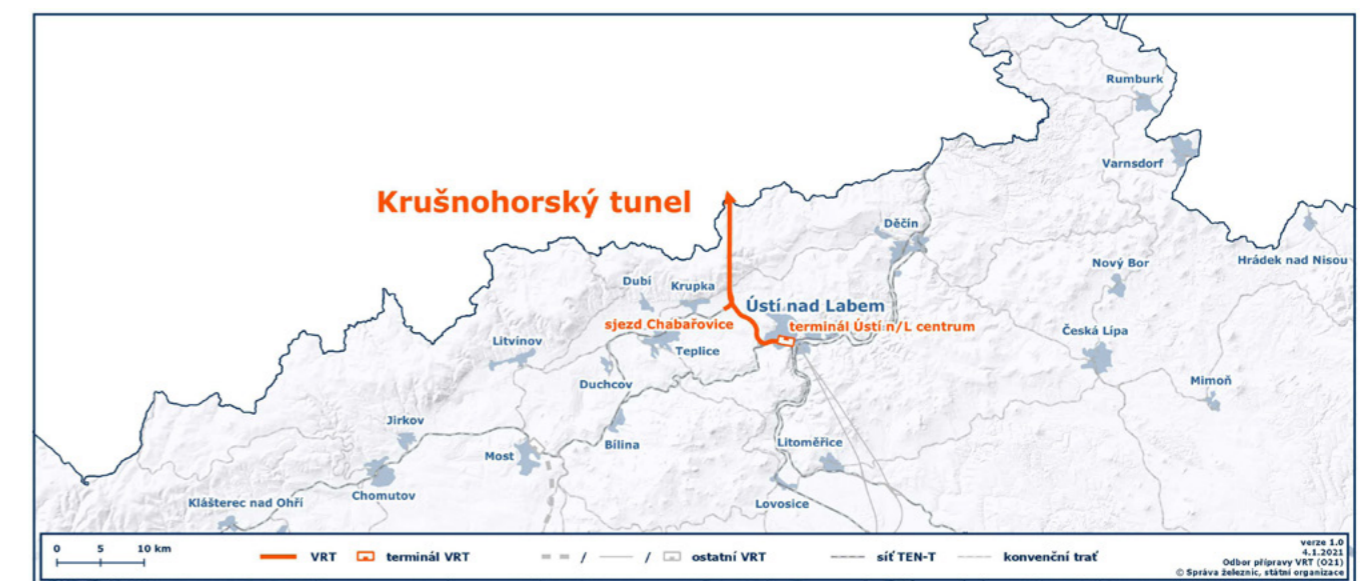 Rumburk
Varnsdorf
Krušnohorský tunel
Děčín
Nový Bor
Hrádek nad Nisou
Dubí
Krupka
Ústí nad Labem
sjezd Chabařovice
terminál Ústí n/L centrum
Česká Lípa
Litvínov
Teplice
Duchcov
Mimoň
Jirkov
Bílina
Litoměřice
Most
Chomutov
Klášterec nad Ohří
Lovosice
0 5 10 km
VRT
terminál VRT
/ / ostatní VRT
síť TEN-T
konvenční trať
verze 1.0
4.1.2021
Odbor přípravy VRT (O21)
© Správa železnic, státní organizace